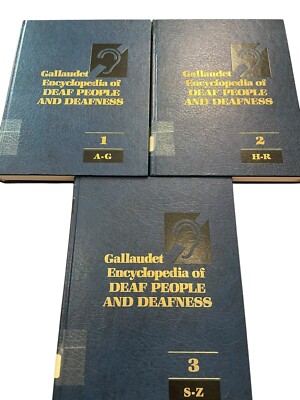 Gallaudet
Encyclopedia of
DEAF PEOPLE
AND DEAFNESS
1
A-G
Gallaudet
Encyclopedia of
DEAF PEOPLE
AND DEAFNESS
2
H-R
Gallaudet
Encyclopedia of
DEAF PEOPLE
AND DEAFNESS
3
S-Z